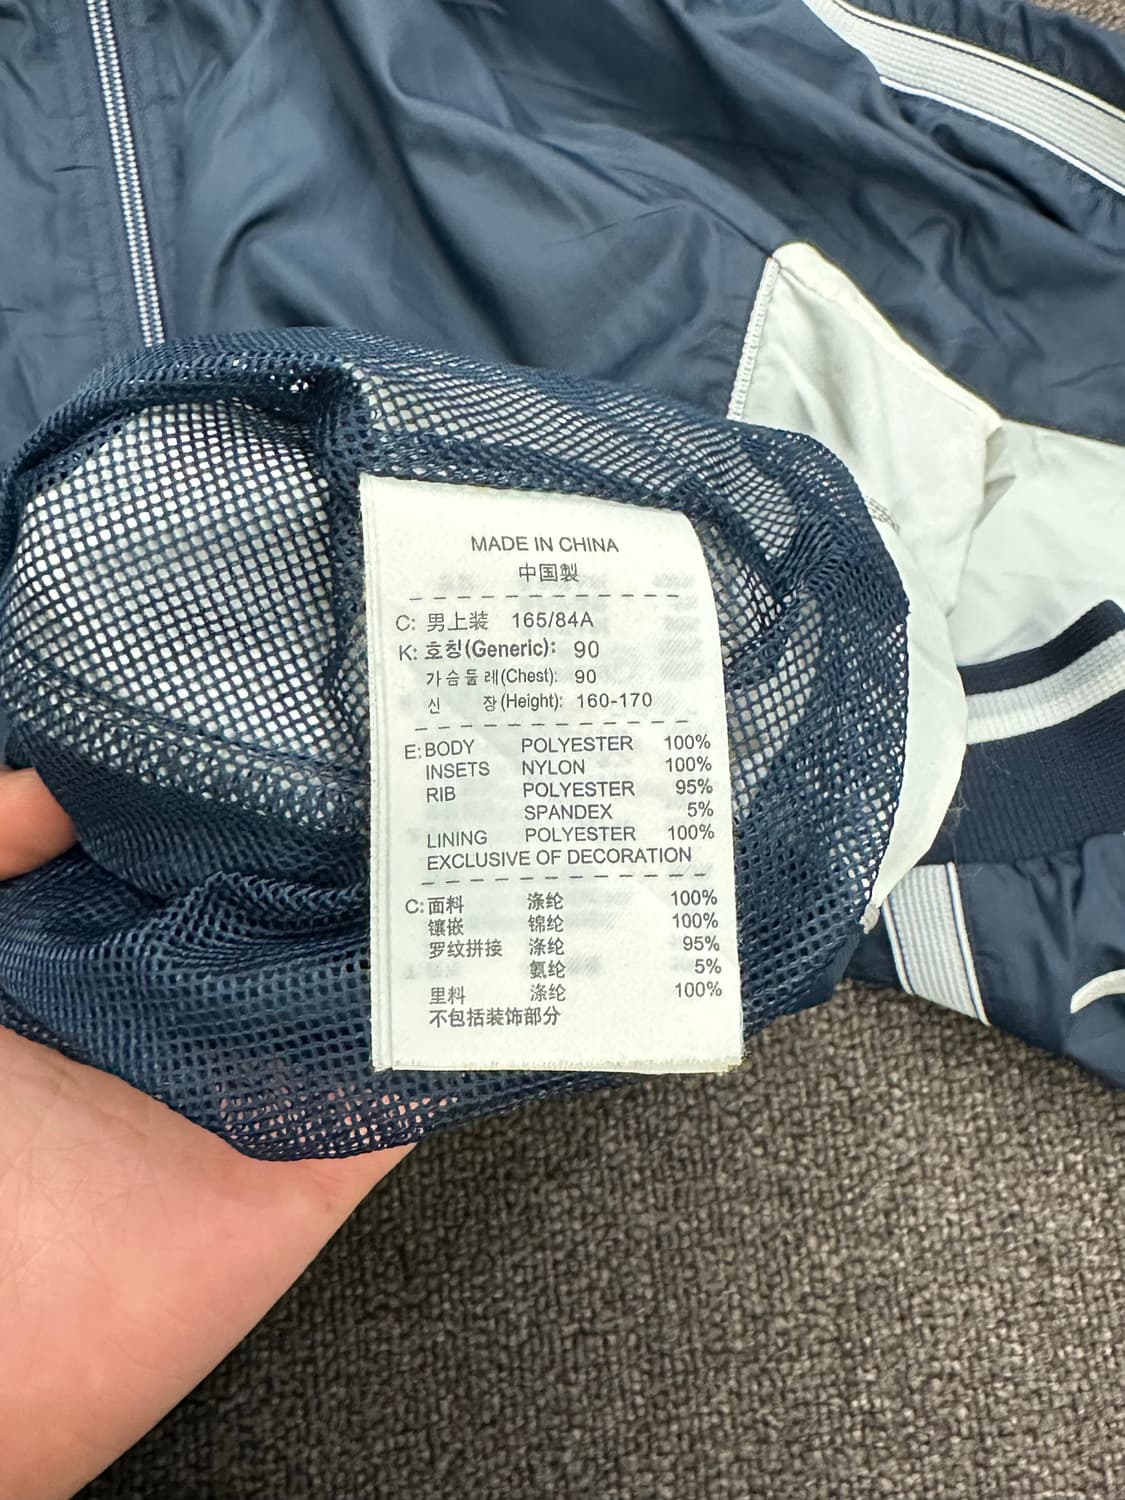 MADE IN CHINA
中国製
C: 男上装 165/84A
K: 호칭(Generic): 90
가슴둘레(Chest): 90
신 장(Height): 160-170
E: BODY POLYESTER 100%
INSETS NYLON 100%
RIB POLYESTER 95%
SPANDEX 5%
LINING POLYESTER 100%
EXCLUSIVE OF DECORATION
C: 面料 涤纶 100%
镶嵌 锦纶 100%
罗纹拼接 涤纶 95%
氨纶 5%
里料 涤纶 100%
不包括装饰部分